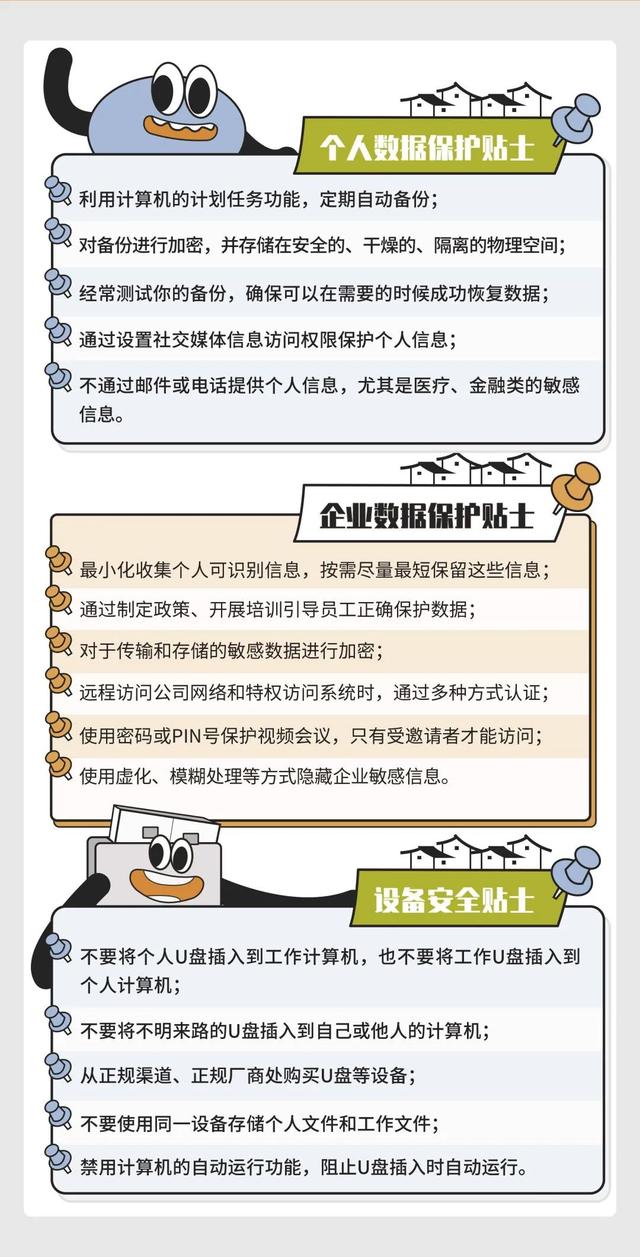 个人数据保护贴士
利用计算机的计划任务功能，定期自动备份；
对备份进行加密，并存储在安全的、干燥的、隔离的物理空间；
经常测试你的备份，确保可以在需要的时候成功恢复数据；
通过设置社交媒体信息访问权限保护个人信息；
不通过邮件或电话提供个人信息，尤其是医疗、金融类的敏感
信息。
企业数据保护贴士
最小化收集个人可识别信息，按需尽量最短保留这些信息；
通过制定政策、开展培训引导员工正确保护数据；
对于传输和存储的敏感数据进行加密；
远程访问公司网络和特权访问系统时，通过多种方式认证；
使用密码或PIN号保护视频会议，只有受邀请者才能访问；
使用虚化、模糊处理等方式隐藏企业敏感信息。
设备安全贴士
不要将个人U盘插入到工作计算机，也不要将工作U盘插入到
个人计算机；
不要将不明来路的U盘插入到自己或他人的计算机；
从正规渠道、正规厂商处购买U盘等设备；
不要使用同一设备存储个人文件和工作文件；
禁用计算机的自动运行功能，阻止U盘插入时自动运行。